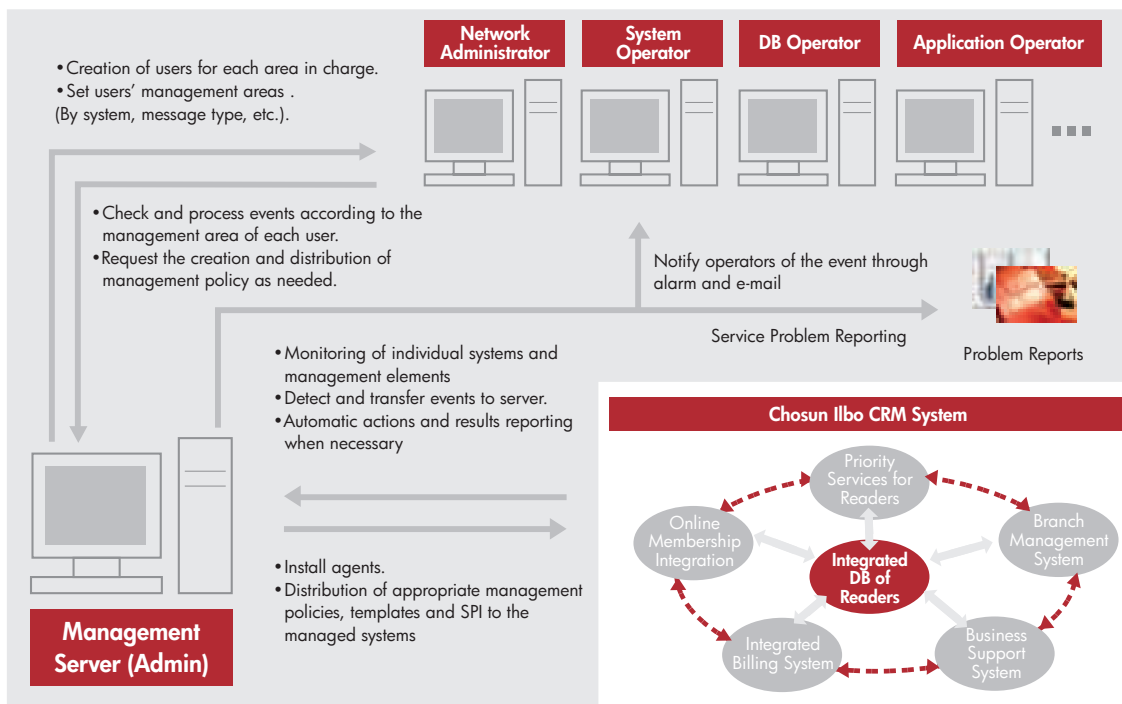 Network
Administrator
System
Operator
DB Operator
Application Operator
•Creation of users for each area in charge.
•Set users' management areas .
(By system, message type, etc.).
•Check and process events according to the
management area of each user.
•Request the creation and distribution of
management policy as needed.
Notify operators of the event through
alarm and e-mail
Service Problem Reporting
Problem Reports
•Monitoring of individual systems and
management elements
•Detect and transfer events to server.
•Automatic actions and results reporting
when necessary
•Install agents.
•Distribution of appropriate management
policies, templates and SPI to the
managed systems
Management
Server (Admin)
Chosun Ilbo CRM System
Priority
Services for
Readers
Online
Membership
Integration
Branch
Management
System
Integrated
DB of
Readers
Integrated
Billing System
Business
Support
System